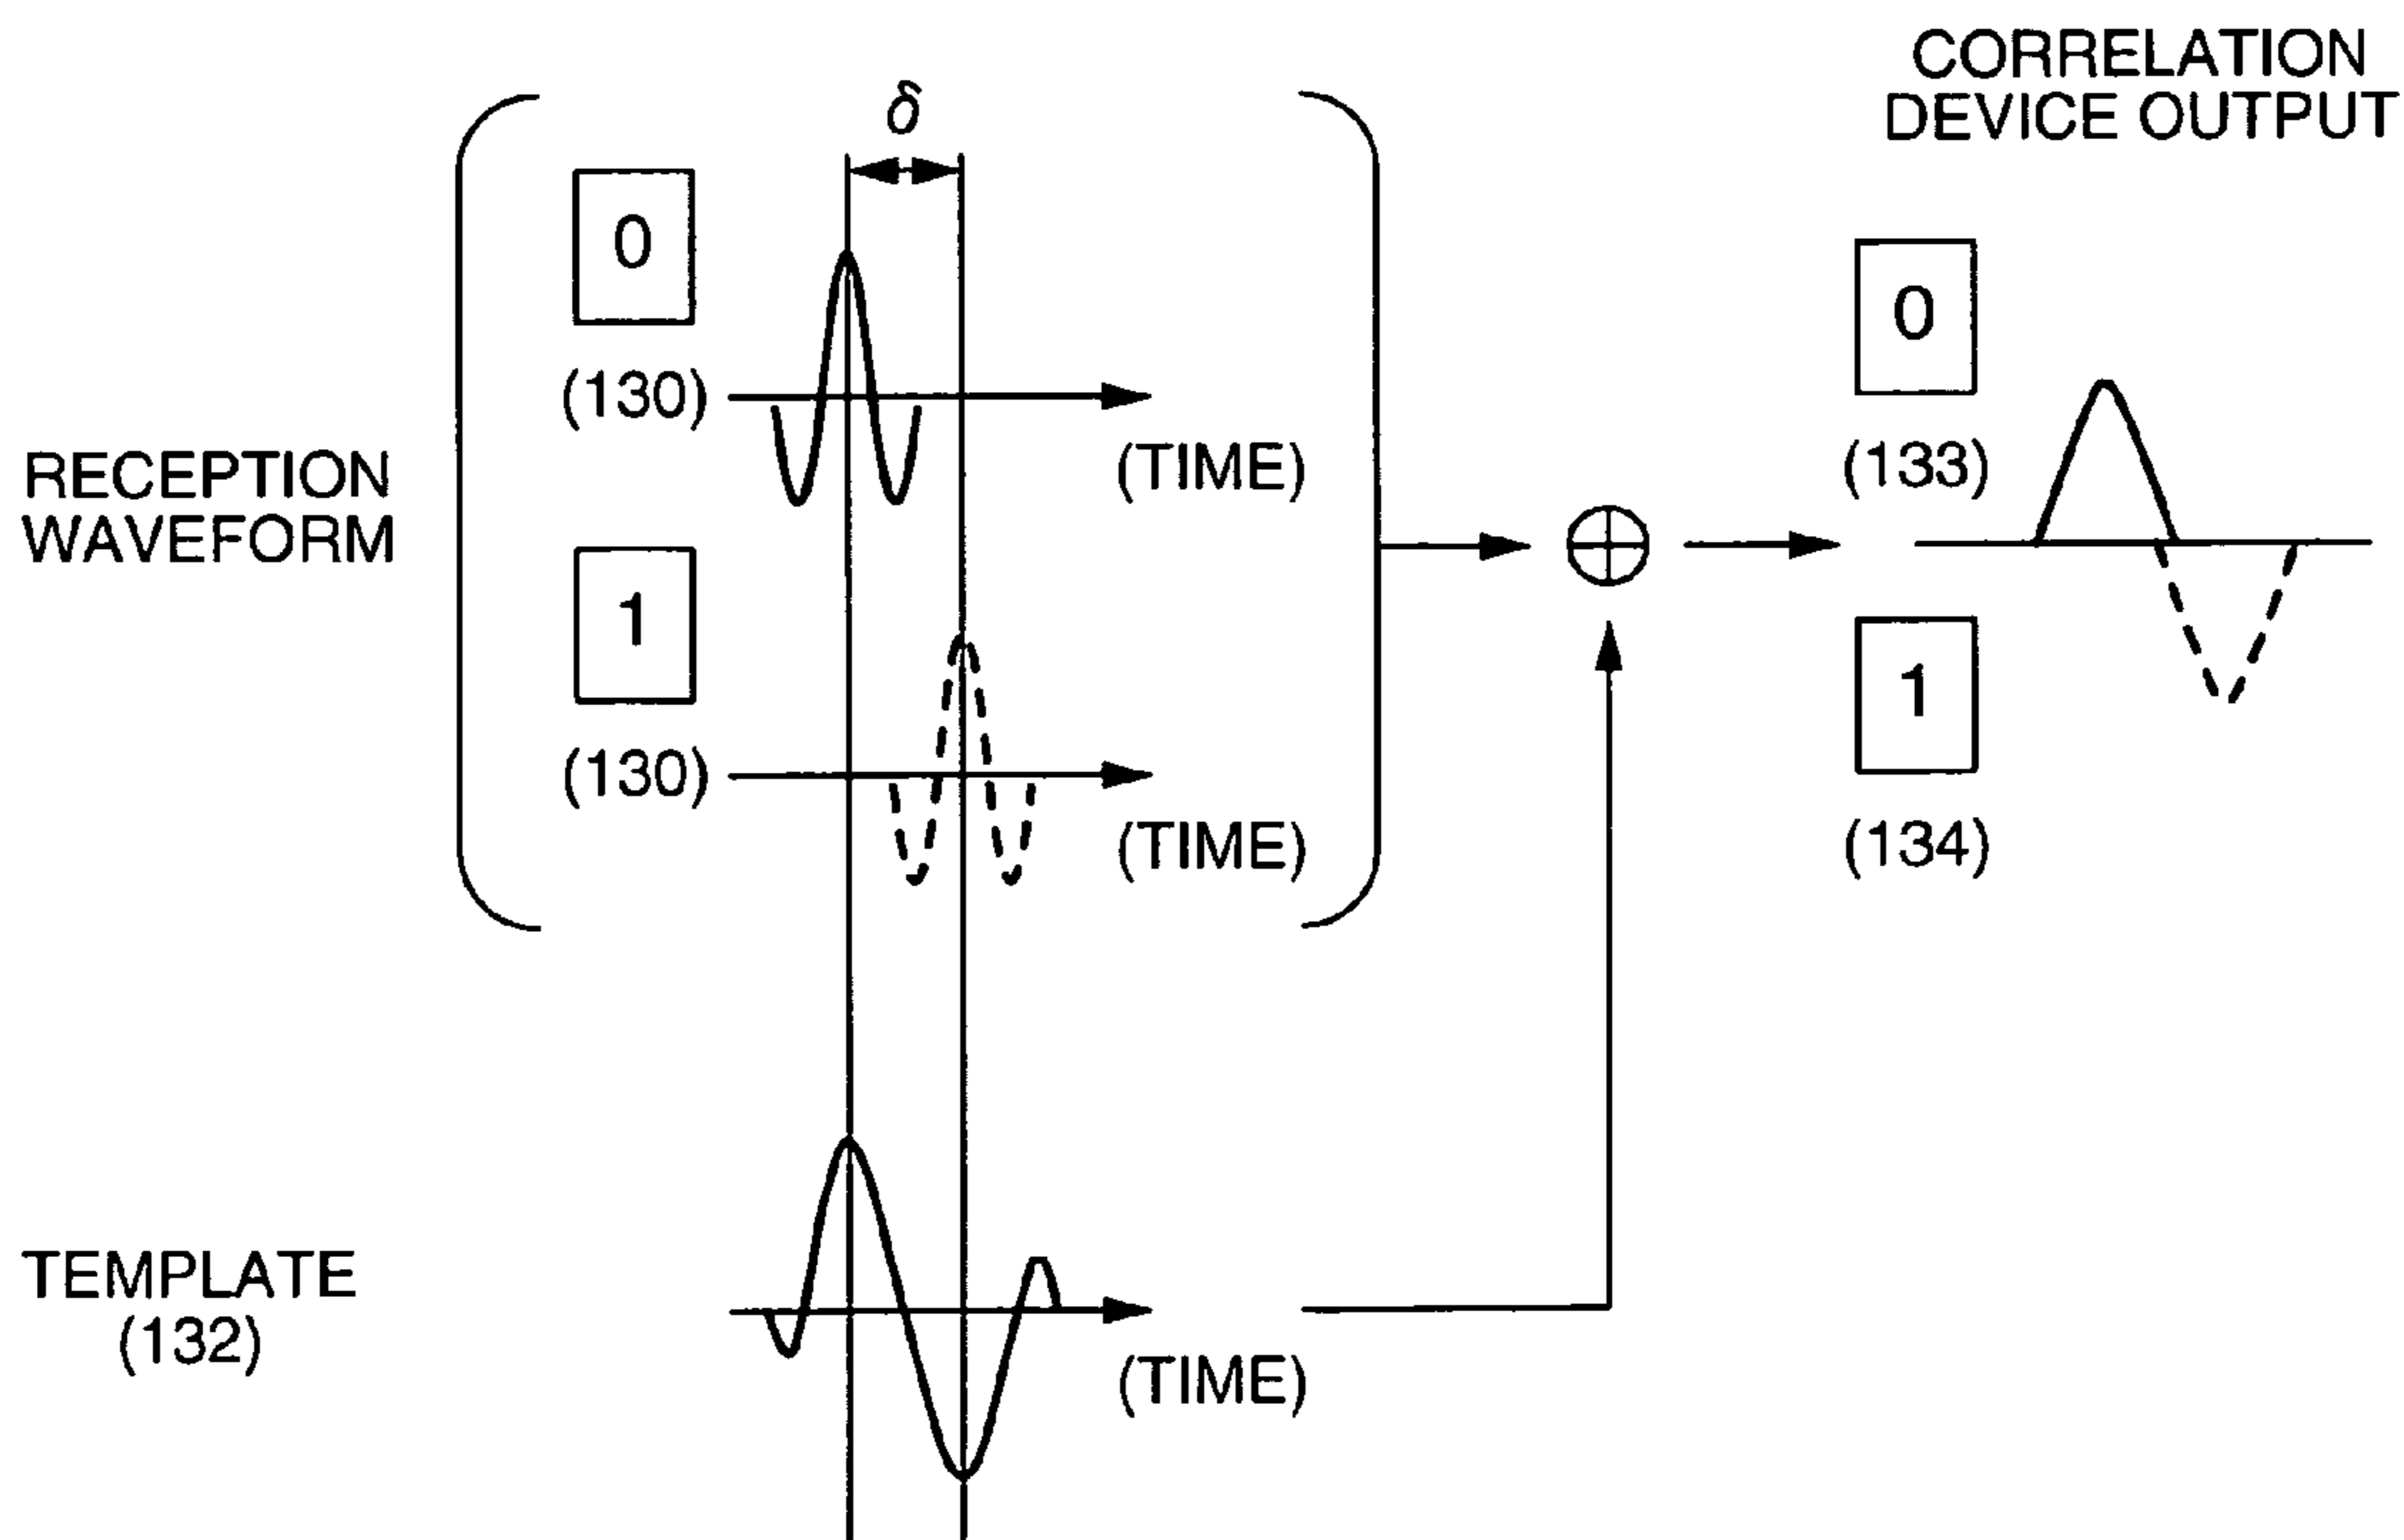 CORRELATION
DEVICE OUTPUT
δ
0
(130)
(TIME)
RECEPTION
WAVEFORM
1
(130)
(TIME)
0
(133)
1
(134)
TEMPLATE
(132)
(TIME)